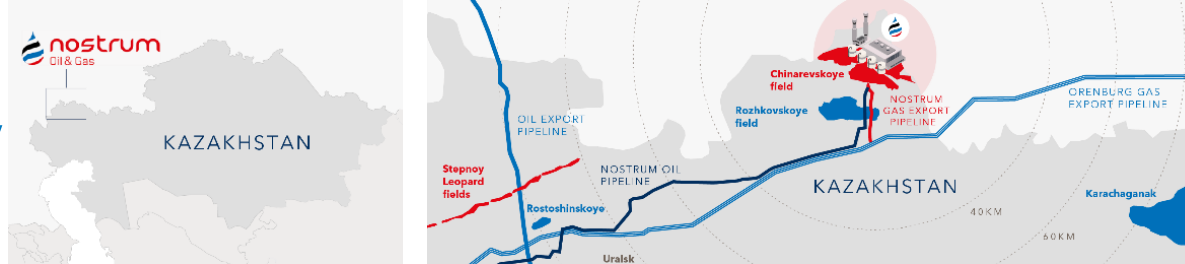 nostrum
Oil & Gas
KAZAKHSTAN
Chinarevskoye
field
Rozhkovskoye
field
NOSTRUM
GAS EXPORT
PIPELINE
ORENBURG GAS
EXPORT PIPELINE
OIL EXPORT
PIPELINE
Stepnoy
Leopard
fields
NOSTRUM OIL
PIPELINE
KAZAKHSTAN
Karachaganak
Rostoshinskoye
40KM
60KM
Uralsk